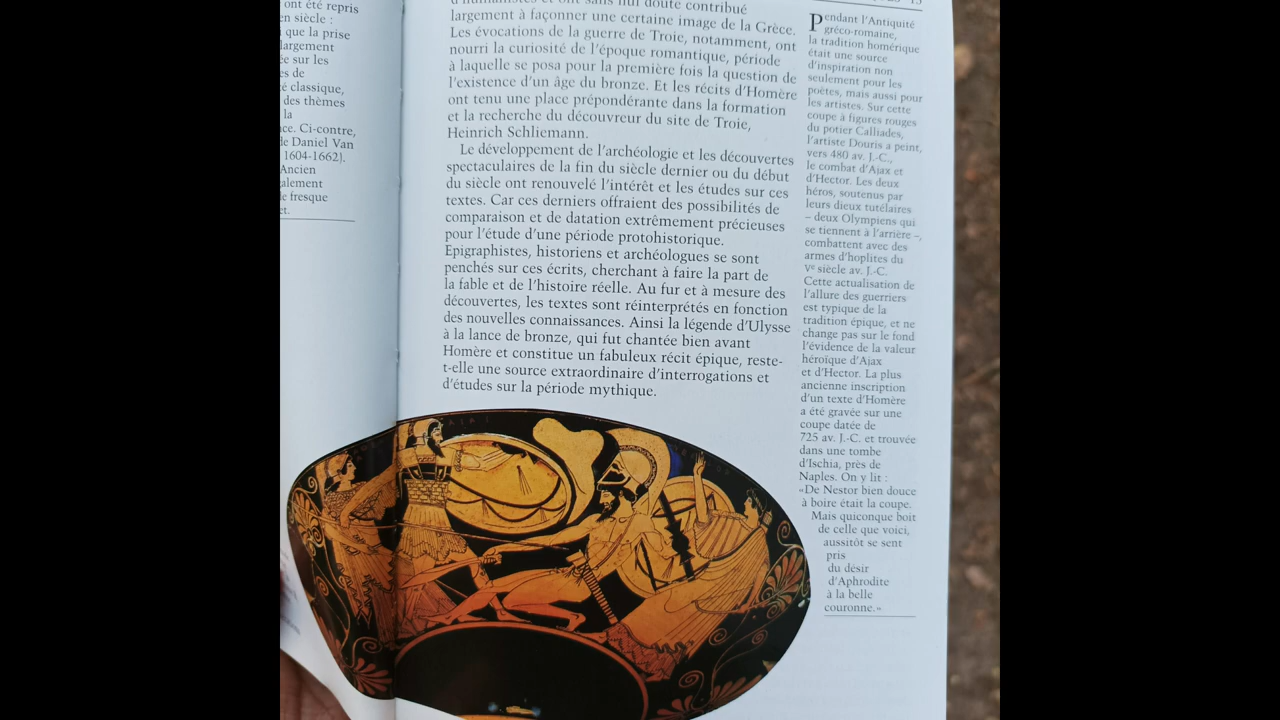 ont été repris
en siècle :
que la prise
largement
sur les
es de
classique,
des thèmes
la
Ci-contre,
de Daniel Van
1604-1662).
Ancien
également
fresque
d'humanistes et ont sans nul doute contribué
largement à façonner une certaine image de la Grèce.
Les évocations de la guerre de Troie, notamment, ont
nourri la curiosité de l'époque romantique, période
à laquelle se posa pour la première fois la question de
l'existence d'un âge du bronze. Et les récits d'Homère
ont tenu une place prépondérante dans la formation
et la recherche du découvreur du site de Troie,
Heinrich Schliemann.
Le développement de l'archéologie et les découvertes
spectaculaires de la fin du siècle dernier ou du début
du siècle ont renouvelé l'intérêt et les études sur ces
textes. Car ces derniers offraient des possibilités de
comparaison et de datation extrêmement précieuses
pour l'étude d'une période protohistorique.
Epigraphistes, historiens et archéologues se sont
penchés sur ces écrits, cherchant à faire la part de
la fable et de l'histoire réelle. Au fur et à mesure des
découvertes, les textes sont réinterprétés en fonction
des nouvelles connaissances. Ainsi la légende d'Ulysse
à la lance de bronze, qui fut chantée bien avant
Homère et constitue un fabuleux récit épique, reste-
t-elle une source extraordinaire d'interrogations et
d'études sur la période mythique.
Pendant l'Antiquité
gréco-romaine,
la tradition homérique
était une source
d'inspiration non
seulement pour les
poètes, mais aussi pour
les artistes. Sur cette
coupe à figures rouges
du potier Calliadès,
l'artiste Douris a peint,
vers 480 av. J.-C.,
le combat d'Ajax et
d'Hector. Les deux
héros, soutenus par
leurs dieux tutélaires
– deux Olympiens qui
se tiennent à l'arrière –,
combattent avec des
armes d'hoplites du
Ve siècle av. J.-C.
Cette actualisation de
l'allure des guerriers
est typique de la
tradition épique, et ne
change pas sur le fond
l'évidence de la valeur
héroïque d'Ajax
et d'Hector. La plus
ancienne inscription
d'un texte d'Homère
a été gravée sur une
coupe datée de
725 av. J.-C. et trouvée
dans une tombe
d'Ischia, près de
Naples. On y lit :
«De Nestor bien douce
à boire était la coupe.
Mais quiconque boit
de celle que voici,
aussitôt se sent
pris
du désir
d'Aphrodite
à la belle
couronne.»